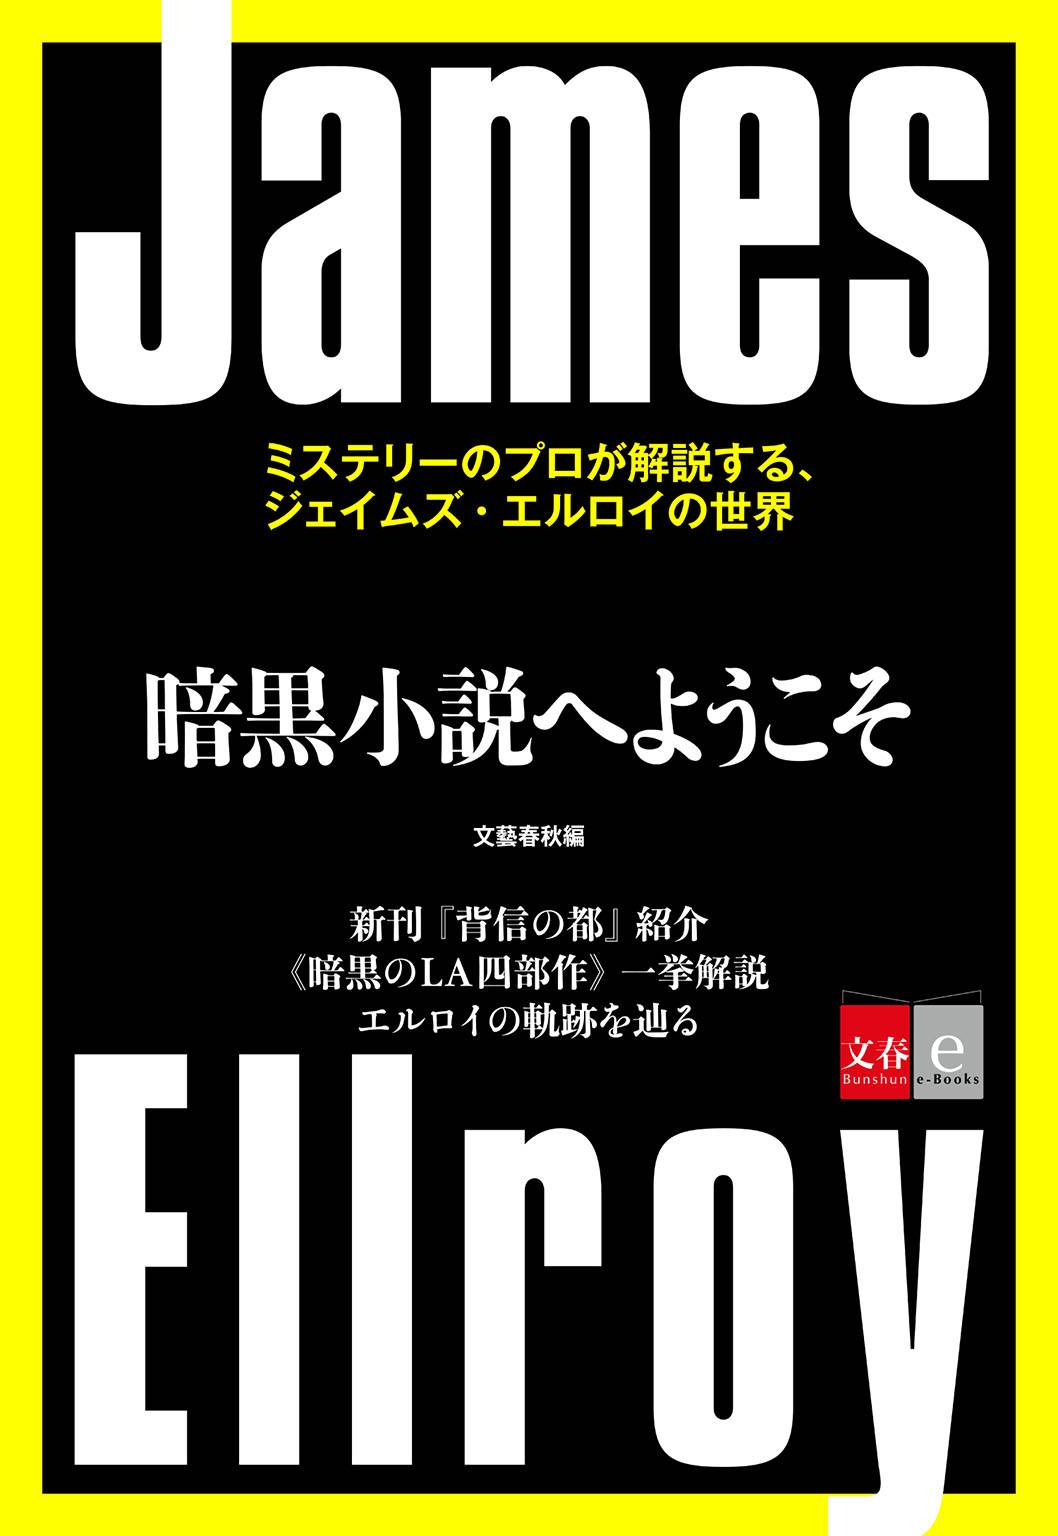 James
ミステリーのプロが解説する、
ジェイムズ・エルロイの世界
暗黒小説へようこそ
文藝春秋編
新刊『背信の都』紹介
《暗黒のLA四部作》一挙解説
エルロイの軌跡を辿る
文春 e
Bunshun e-Books
Ellroy